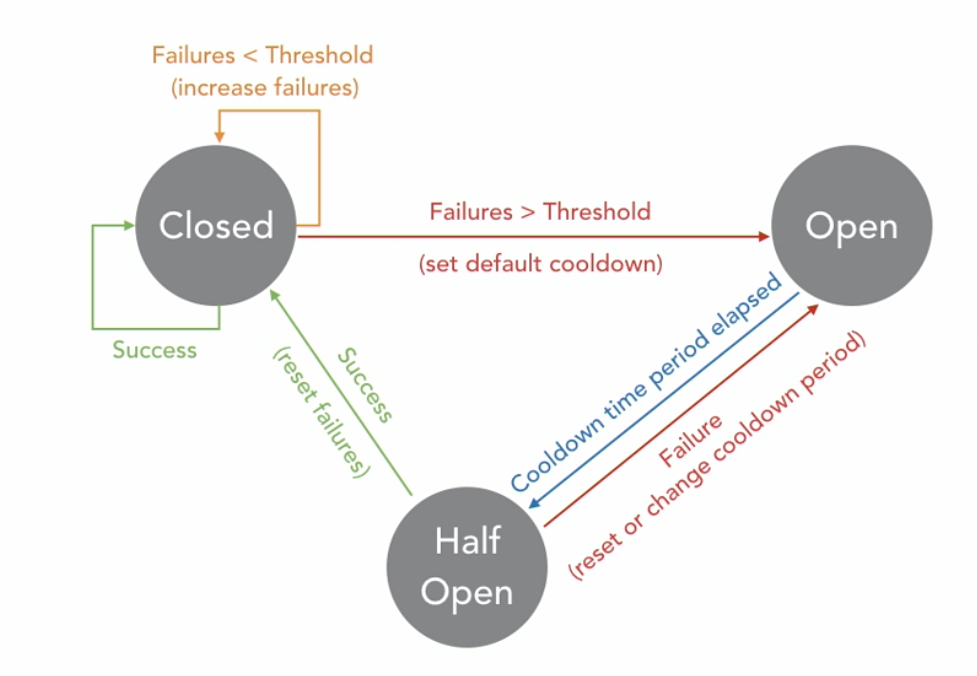 Failures < Threshold
(increase failures)
Closed
Failures > Threshold
(set default cooldown)
Open
Success
Success
(reset failures)
Cooldown time period elapsed
Failure
(reset or change cooldown period)
Half
Open